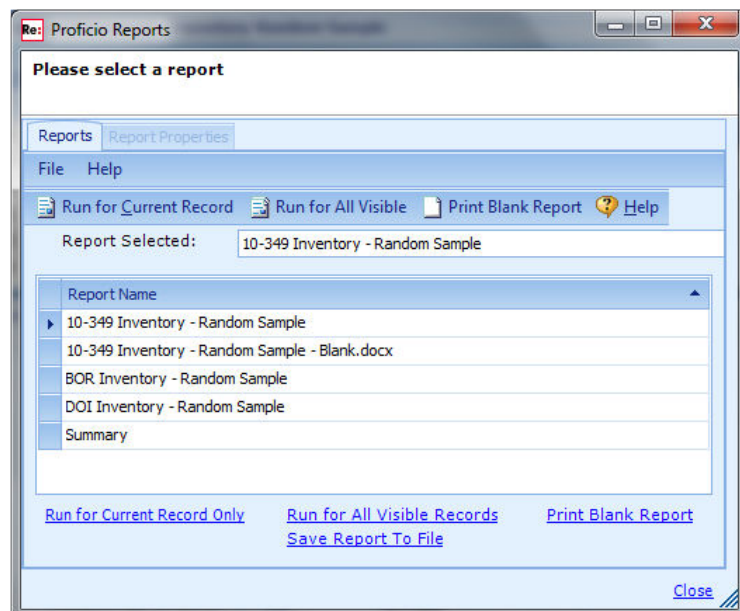 Re: Proficio Reports
X
Please select a report
Reports Report Properties
File Help
Run for Current Record Run for All Visible Print Blank Report Help
Report Selected: 10-349 Inventory - Random Sample
Report Name
10-349 Inventory - Random Sample
10-349 Inventory - Random Sample - Blank.docx
BOR Inventory - Random Sample
DOI Inventory - Random Sample
Summary
Run for Current Record Only Run for All Visible Records Print Blank Report
Save Report To File
Close